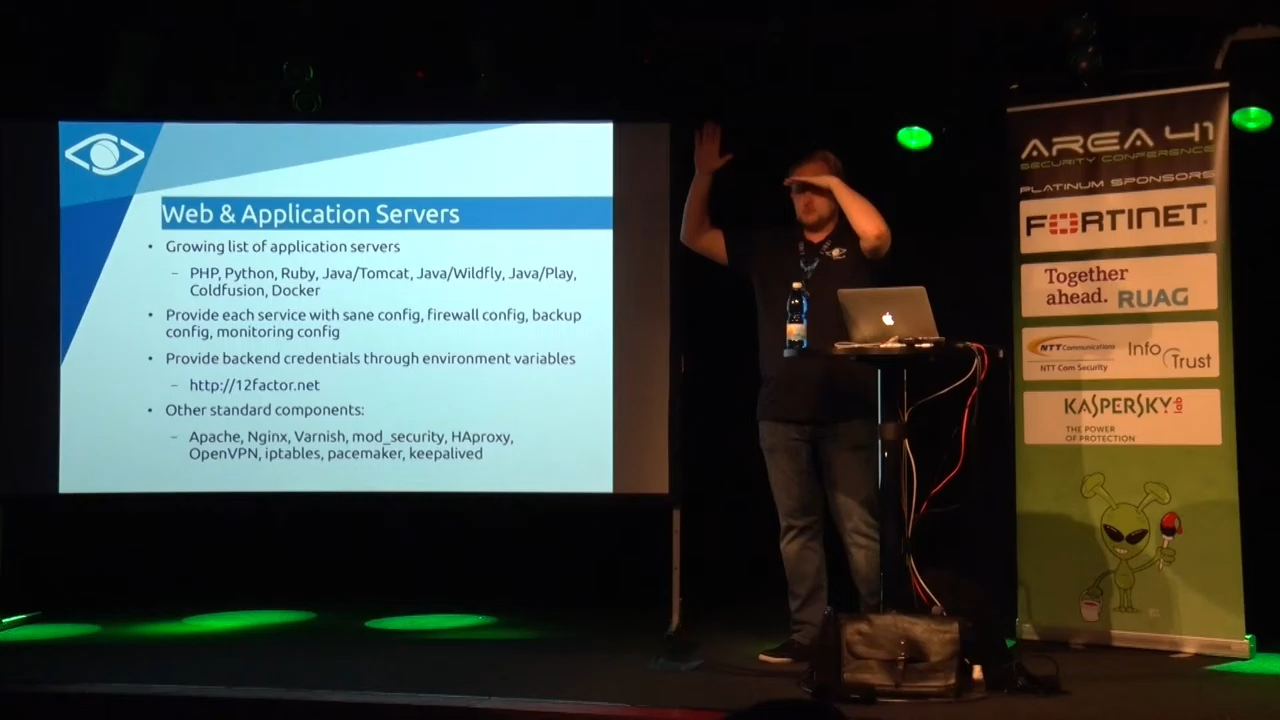 Web & Application Servers
• Growing list of application servers
– PHP, Python, Ruby, Java/Tomcat, Java/Wildfly, Java/Play,
Coldfusion, Docker
• Provide each service with sane config, firewall config, backup
config, monitoring config
• Provide backend credentials through environment variables
– http://12factor.net
• Other standard components:
– Apache, Nginx, Varnish, mod_security, HAproxy,
OpenVPN, iptables, pacemaker, keepalived
AREA 41
SECURITY CONFERENCE
PLATINUM SPONSORS
FORTINET
Together
ahead. RUAG
NTT Communications
NTT Com Security
Info
Trust
KASPERSKY lab
THE POWER
OF PROTECTION